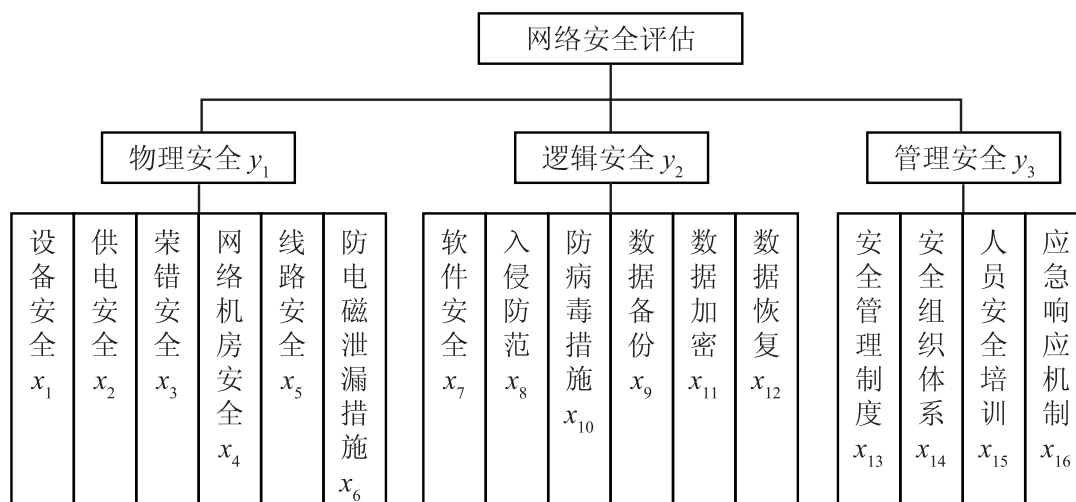 网络安全评估
物理安全 y₁
逻辑安全 y₂
管理安全 y₃
设备安全 x₁
供电安全 x₂
荣错安全 x₃
网络机房安全 x₄
线路安全 x₅
防电磁泄漏措施 x₆
软件安全 x₇
入侵防范 x₈
防病毒措施 x₁₀
数据备份 x₉
数据加密 x₁₁
数据恢复 x₁₂
安全管理制度 x₁₃
安全组织体系 x₁₄
人员安全培训 x₁₅
应急响应机制 x₁₆